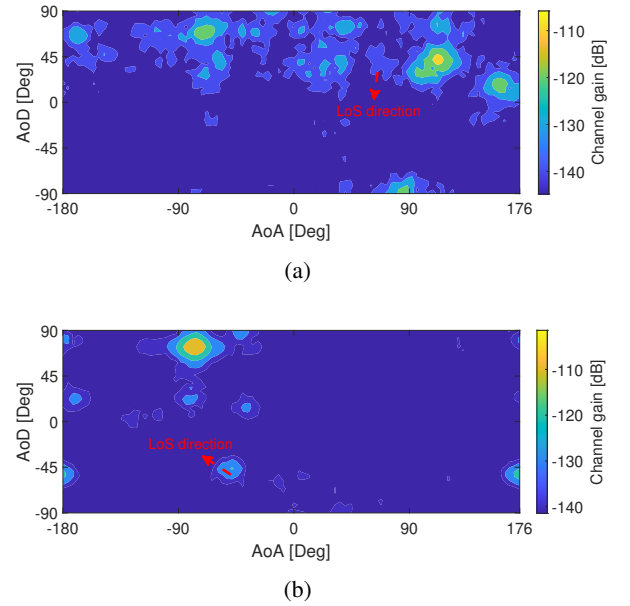 90
45
0
-45
-90
AoD [Deg]
LoS direction
-180
-90
0
90
176
AoA [Deg]
-110
-120
-130
-140
Channel gain [dB]
(a)
90
45
0
-45
-90
AoD [Deg]
LoS direction
-180
-90
0
90
176
AoA [Deg]
-110
-120
-130
-140
Channel gain [dB]
(b)